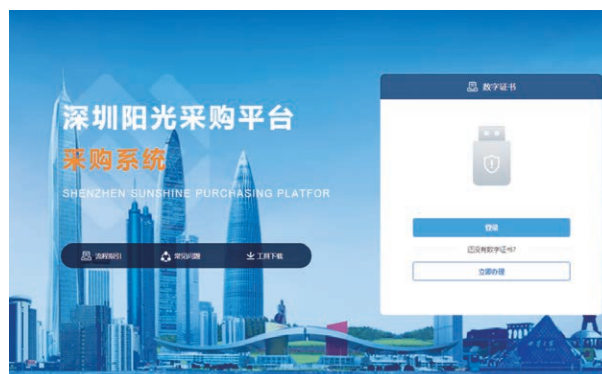 深圳阳光采购平台
采购系统
SHENZHEN SUNSHINE PURCHASING PLATFOR
流程指引
常见问题
工具下载
数字证书
登录
还没有数字证书?
立即办理